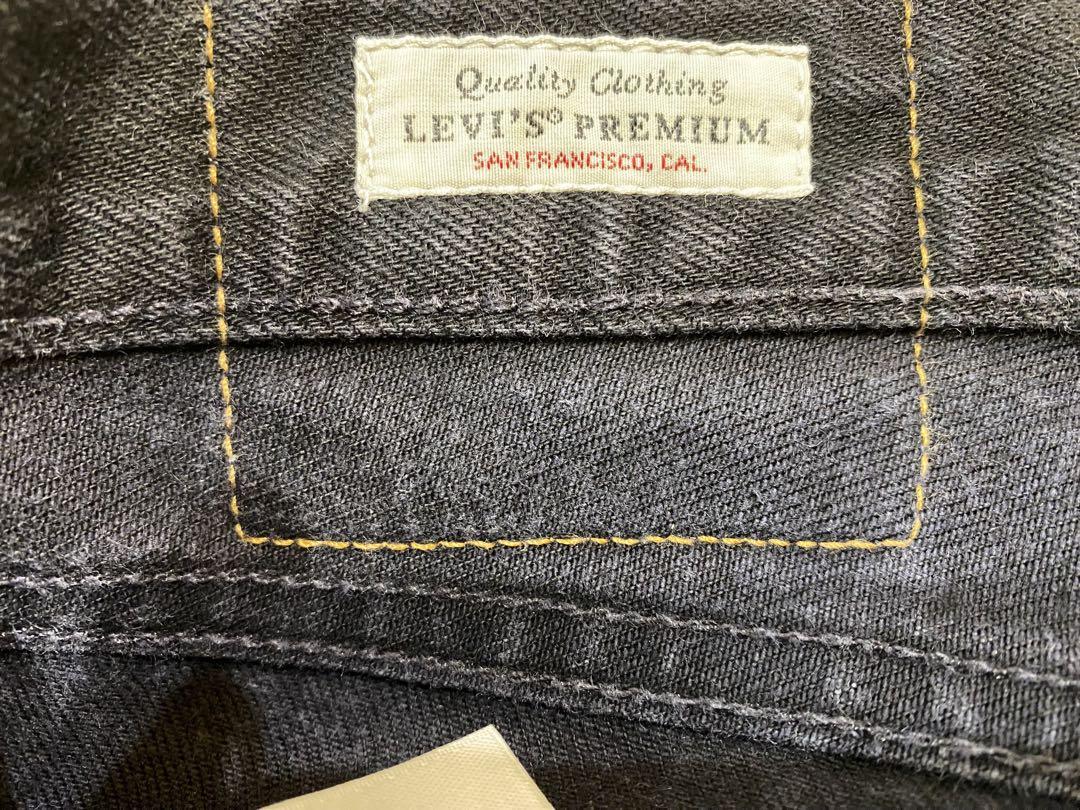 Quality Clothing
LEVI'S® PREMIUM
SAN FRANCISCO, CAL.